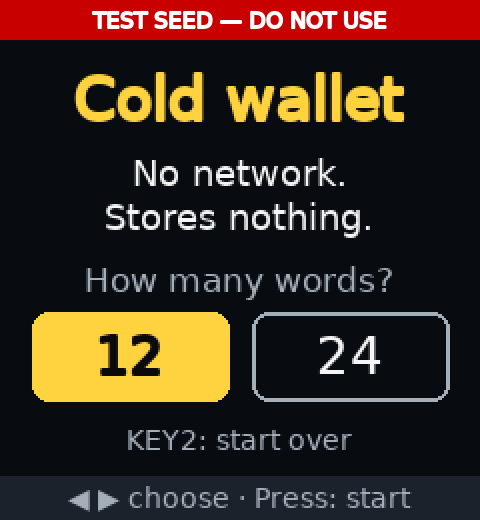 TEST SEED — DO NOT USE
Cold wallet
No network.
Stores nothing.
How many words?
12 24
KEY2: start over
◀ ▶ choose · Press: start